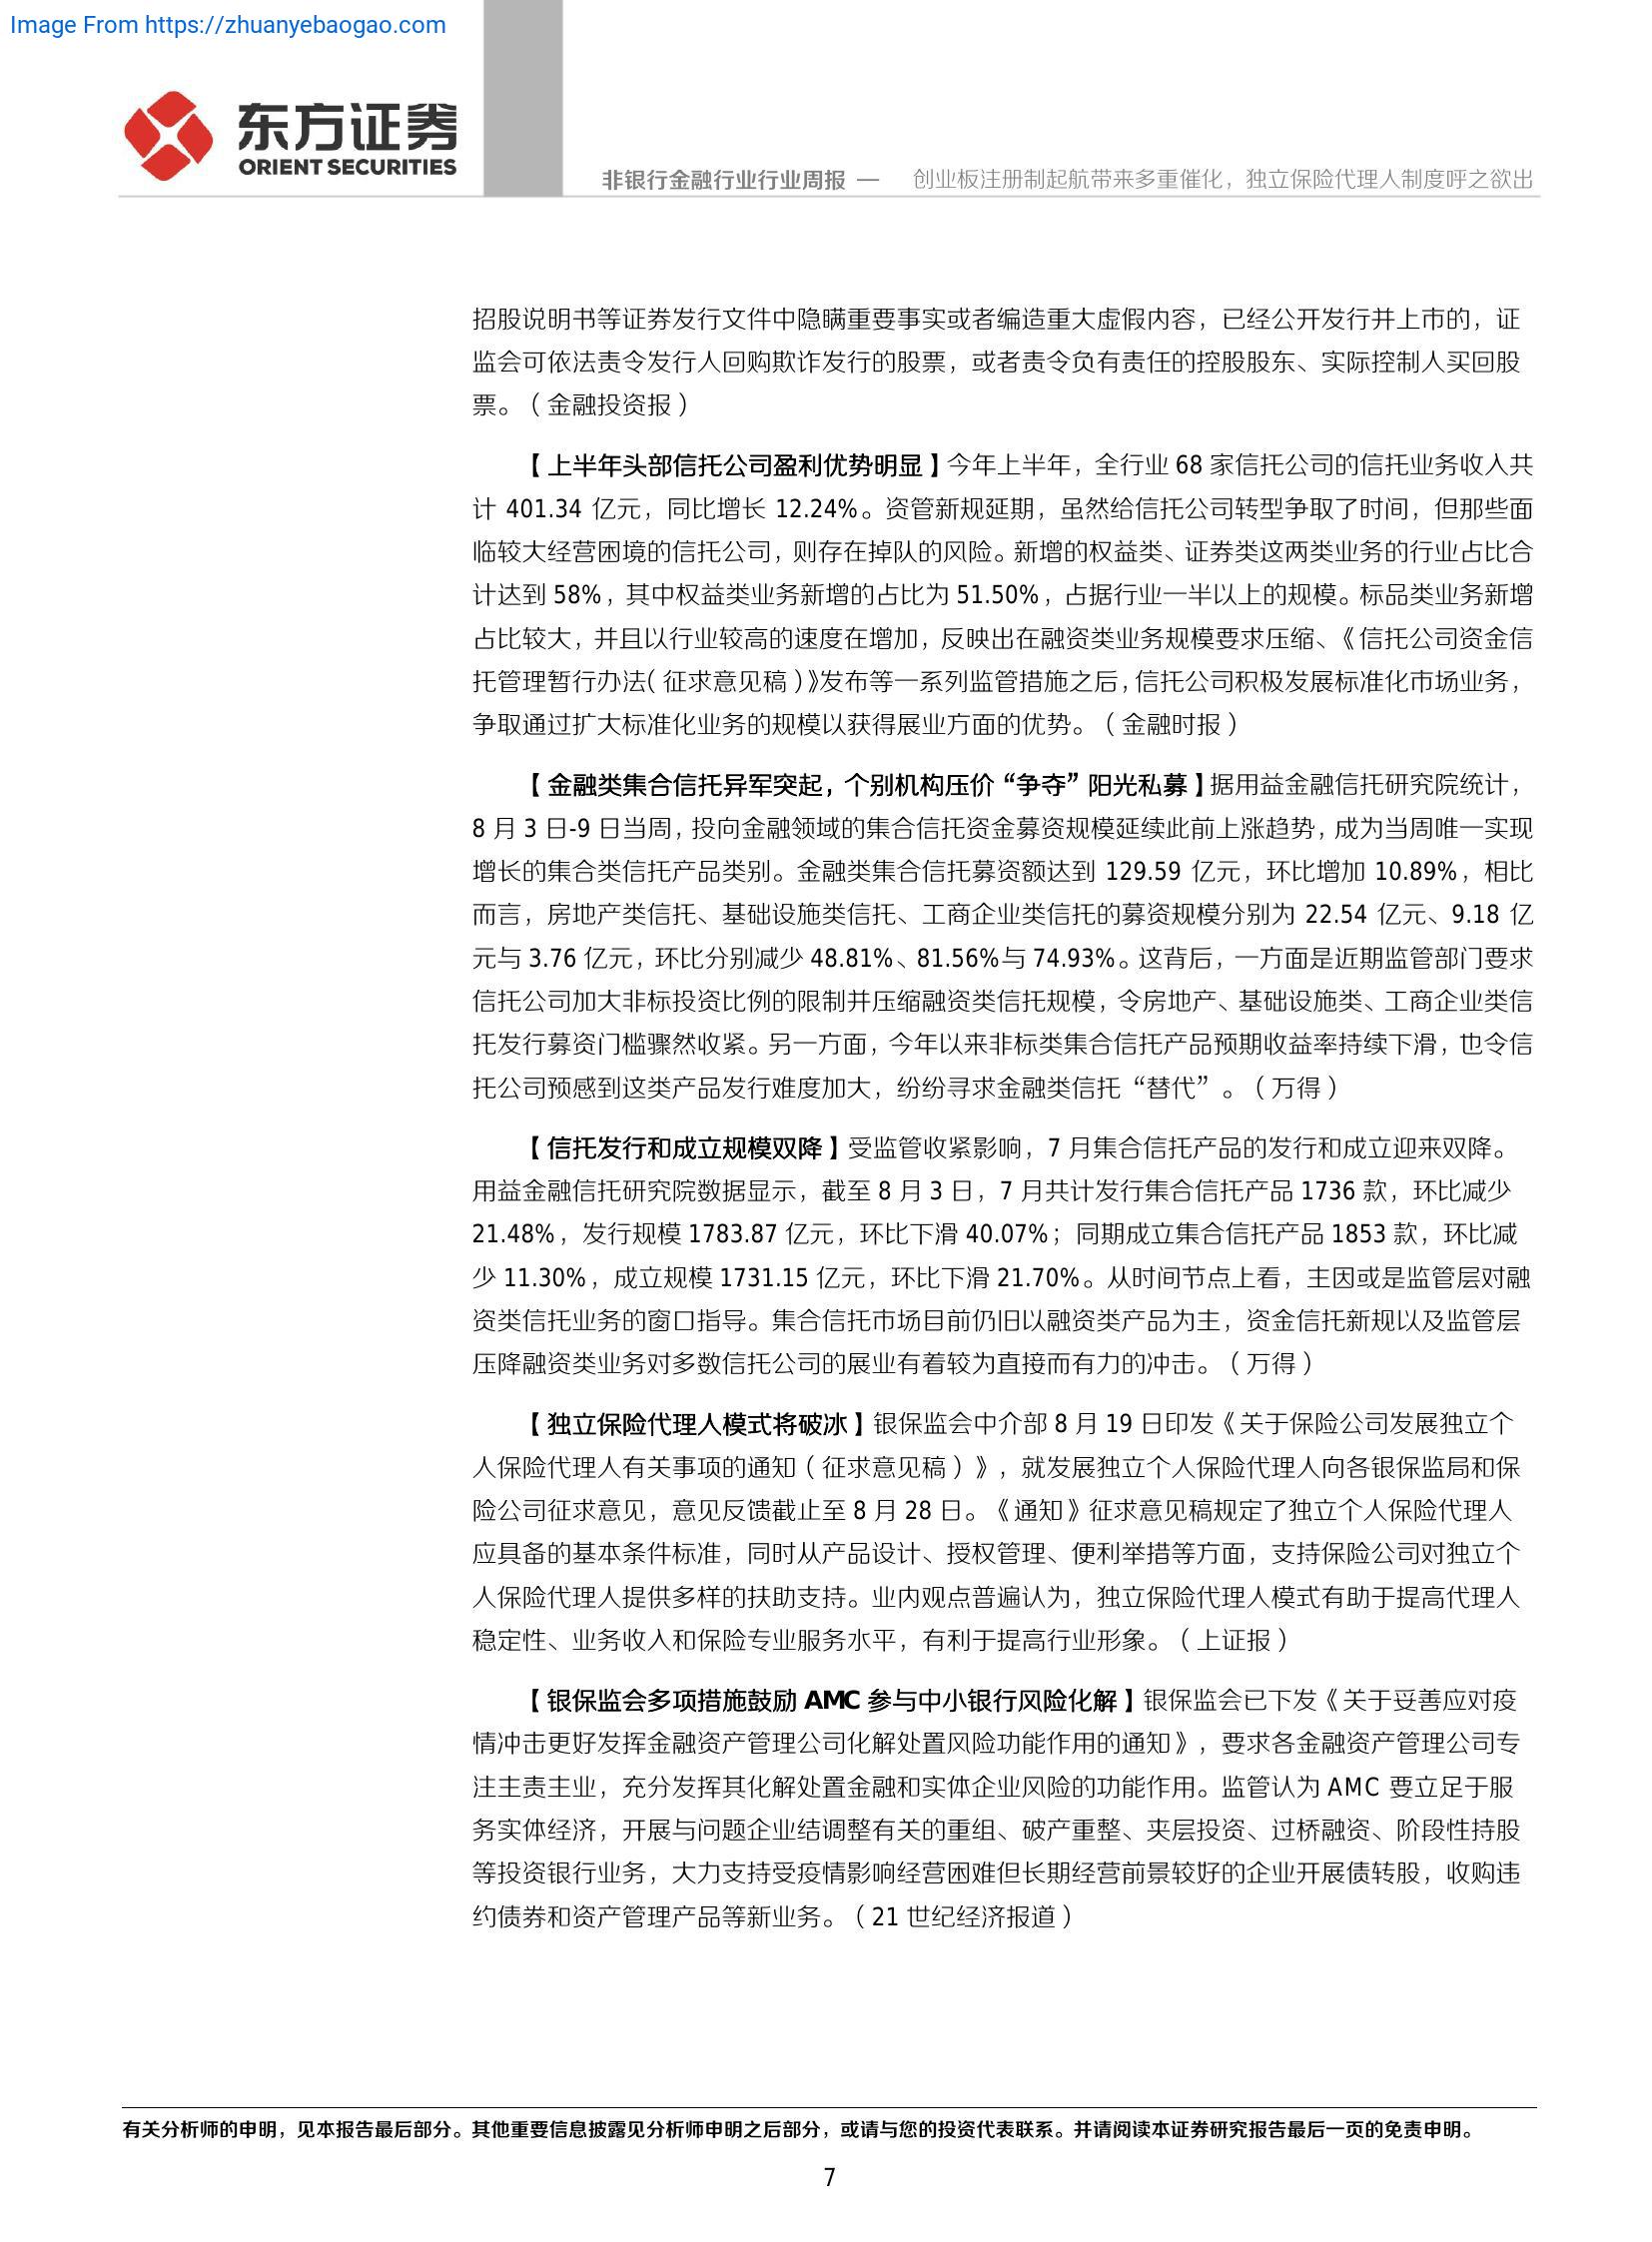 Image From https://zhuanyebaogao.com
东方证券
ORIENT SECURITIES
非银行金融行业行业周报 — 创业板注册制起航带来多重催化，独立保险代理人制度呼之欲出
招股说明书等证券发行文件中隐瞒重要事实或者编造重大虚假内容，已经公开发行并上市的，证
监会可依法责令发行人回购欺诈发行的股票，或者责令负有责任的控股股东、实际控制人买回股
票。（金融投资报）
【上半年头部信托公司盈利优势明显】今年上半年，全行业 68 家信托公司的信托业务收入共
计 401.34 亿元，同比增长 12.24%。资管新规延期，虽然给信托公司转型争取了时间，但那些面
临较大经营困境的信托公司，则存在掉队的风险。新增的权益类、证券类这两类业务的行业占比合
计达到 58%，其中权益类业务新增的占比为 51.50%，占据行业一半以上的规模。标品类业务新增
占比较大，并且以行业较高的速度在增加，反映出在融资类业务规模要求压缩、《信托公司资金信
托管理暂行办法（征求意见稿）》发布等一系列监管措施之后，信托公司积极发展标准化市场业务，
争取通过扩大标准化业务的规模以获得展业方面的优势。（金融时报）
【金融类集合信托异军突起，个别机构压价“争夺”阳光私募】据用益金融信托研究院统计，
8 月 3 日-9 日当周，投向金融领域的集合信托资金募资规模延续此前上涨趋势，成为当周唯一实现
增长的集合类信托产品类别。金融类集合信托募资额达到 129.59 亿元，环比增加 10.89%，相比
而言，房地产类信托、基础设施类信托、工商企业类信托的募资规模分别为 22.54 亿元、9.18 亿
元与 3.76 亿元，环比分别减少 48.81%、81.56%与 74.93%。这背后，一方面是近期监管部门要求
信托公司加大非标投资比例的限制并压缩融资类信托规模，令房地产、基础设施类、工商企业类信
托发行募资门槛骤然收紧。另一方面，今年以来非标类集合信托产品预期收益率持续下滑，也令信
托公司预感到这类产品发行难度加大，纷纷寻求金融类信托“替代”。（万得）
【信托发行和成立规模双降】受监管收紧影响，7 月集合信托产品的发行和成立迎来双降。
用益金融信托研究院数据显示，截至 8 月 3 日，7 月共计发行集合信托产品 1736 款，环比减少
21.48%，发行规模 1783.87 亿元，环比下滑 40.07%；同期成立集合信托产品 1853 款，环比减
少 11.30%，成立规模 1731.15 亿元，环比下滑 21.70%。从时间节点上看，主因或是监管层对融
资类信托业务的窗口指导。集合信托市场目前仍旧以融资类产品为主，资金信托新规以及监管层
压降融资类业务对多数信托公司的展业有着较为直接而有力的冲击。（万得）
【独立保险代理人模式将破冰】银保监会中介部 8 月 19 日印发《关于保险公司发展独立个
人保险代理人有关事项的通知（征求意见稿）》，就发展独立个人保险代理人向各银保监局和保
险公司征求意见，意见反馈截止至 8 月 28 日。《通知》征求意见稿规定了独立个人保险代理人
应具备的基本条件标准，同时从产品设计、授权管理、便利举措等方面，支持保险公司对独立个
人保险代理人提供多样的扶助支持。业内观点普遍认为，独立保险代理人模式有助于提高代理人
稳定性、业务收入和保险专业服务水平，有利于提高行业形象。（上证报）
【银保监会多项措施鼓励 AMC 参与中小银行风险化解】银保监会已下发《关于妥善应对疫
情冲击更好发挥金融资产管理公司化解处置风险功能作用的通知》，要求各金融资产管理公司专
注主责主业，充分发挥其化解处置金融和实体企业风险的功能作用。监管认为 AMC 要立足于服
务实体经济，开展与问题企业结调整有关的重组、破产重整、夹层投资、过桥融资、阶段性持股
等投资银行业务，大力支持受疫情影响经营困难但长期经营前景较好的企业开展债转股，收购违
约债券和资产管理产品等新业务。（21 世纪经济报道）
有关分析师的申明，见本报告最后部分。其他重要信息披露见分析师申明之后部分，或请与您的投资代表联系。并请阅读本证券研究报告最后一页的免责申明。
7